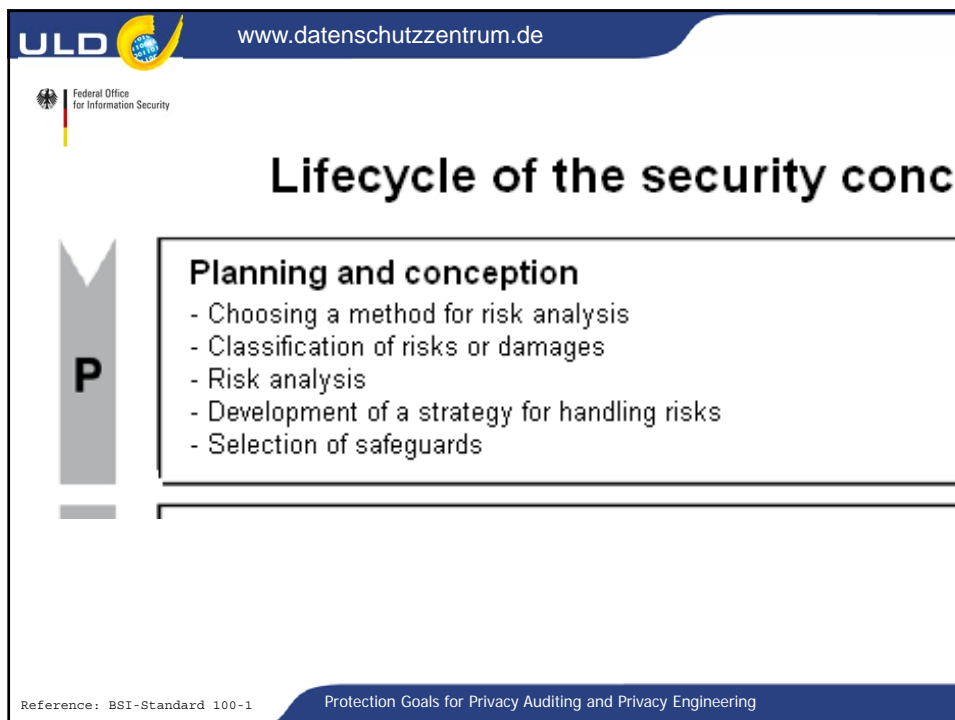 ULD
www.datenschutzzentrum.de
Federal Office
for Information Security
Lifecycle of the security conc
Planning and conception
- Choosing a method for risk analysis
- Classification of risks or damages
- Risk analysis
- Development of a strategy for handling risks
- Selection of safeguards
P
Reference: BSI-Standard 100-1
Protection Goals for Privacy Auditing and Privacy Engineering